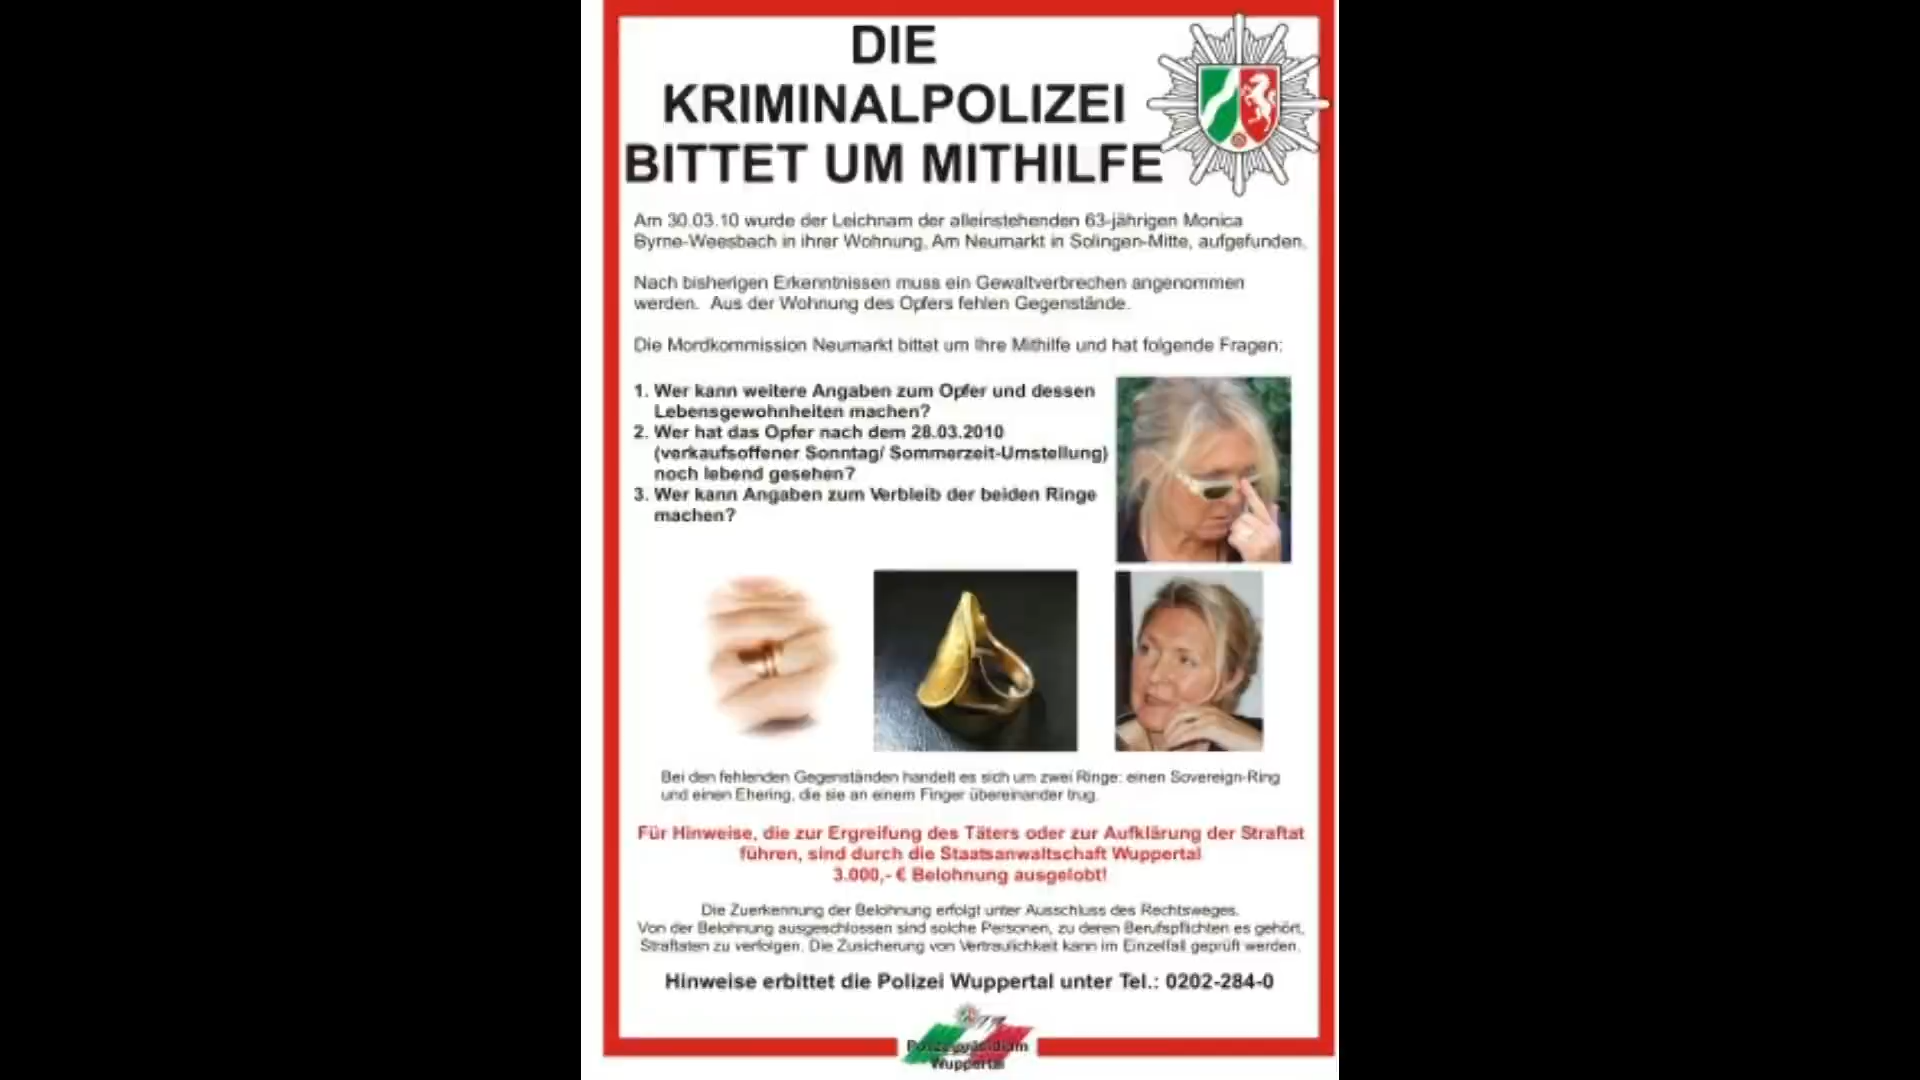 DIE
KRIMINALPOLIZEI
BITTET UM MITHILFE
Am 30.03.10 wurde der Leichnam der alleinstehenden 63-jährigen Monica
Byrne-Weesbach in ihrer Wohnung, Am Neumarkt in Solingen-Mitte, aufgefunden.
Nach bisherigen Erkenntnissen muss ein Gewaltverbrechen angenommen
werden. Aus der Wohnung des Opfers fehlen Gegenstände.
Die Mordkommission Neumarkt bittet um Ihre Mithilfe und hat folgende Fragen:
1. Wer kann weitere Angaben zum Opfer und dessen
Lebensgewohnheiten machen?
2. Wer hat das Opfer nach dem 28.03.2010
(verkaufsoffener Sonntag/ Sommerzeit-Umstellung)
noch lebend gesehen?
3. Wer kann Angaben zum Verbleib der beiden Ringe
machen?
Bei den fehlenden Gegenständen handelt es sich um zwei Ringe: einen Sovereign-Ring
und einen Ehering, die sie an einem Finger übereinander trug.
Für Hinweise, die zur Ergreifung des Täters oder zur Aufklärung der Straftat
führen, sind durch die Staatsanwaltschaft Wuppertal
3.000,- € Belohnung ausgelobt!
Die Zuerkennung der Belohnung erfolgt unter Ausschluss des Rechtsweges.
Von der Belohnung ausgeschlossen sind solche Personen, zu deren Berufspflichten es gehört,
Straftaten zu verfolgen. Die Zusicherung von Vertraulichkeit kann im Einzelfall geprüft werden.
Hinweise erbittet die Polizei Wuppertal unter Tel.: 0202-284-0
Polizeipräsidium
Wuppertal